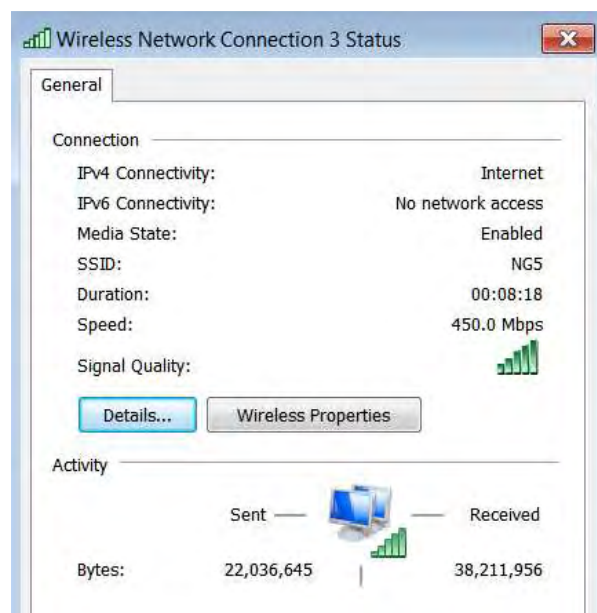 Wireless Network Connection 3 Status
General
Connection
IPv4 Connectivity: Internet
IPv6 Connectivity: No network access
Media State: Enabled
SSID: NG5
Duration: 00:08:18
Speed: 450.0 Mbps
Signal Quality:
Details... Wireless Properties
Activity
Sent Received
Bytes: 22,036,645 38,211,956